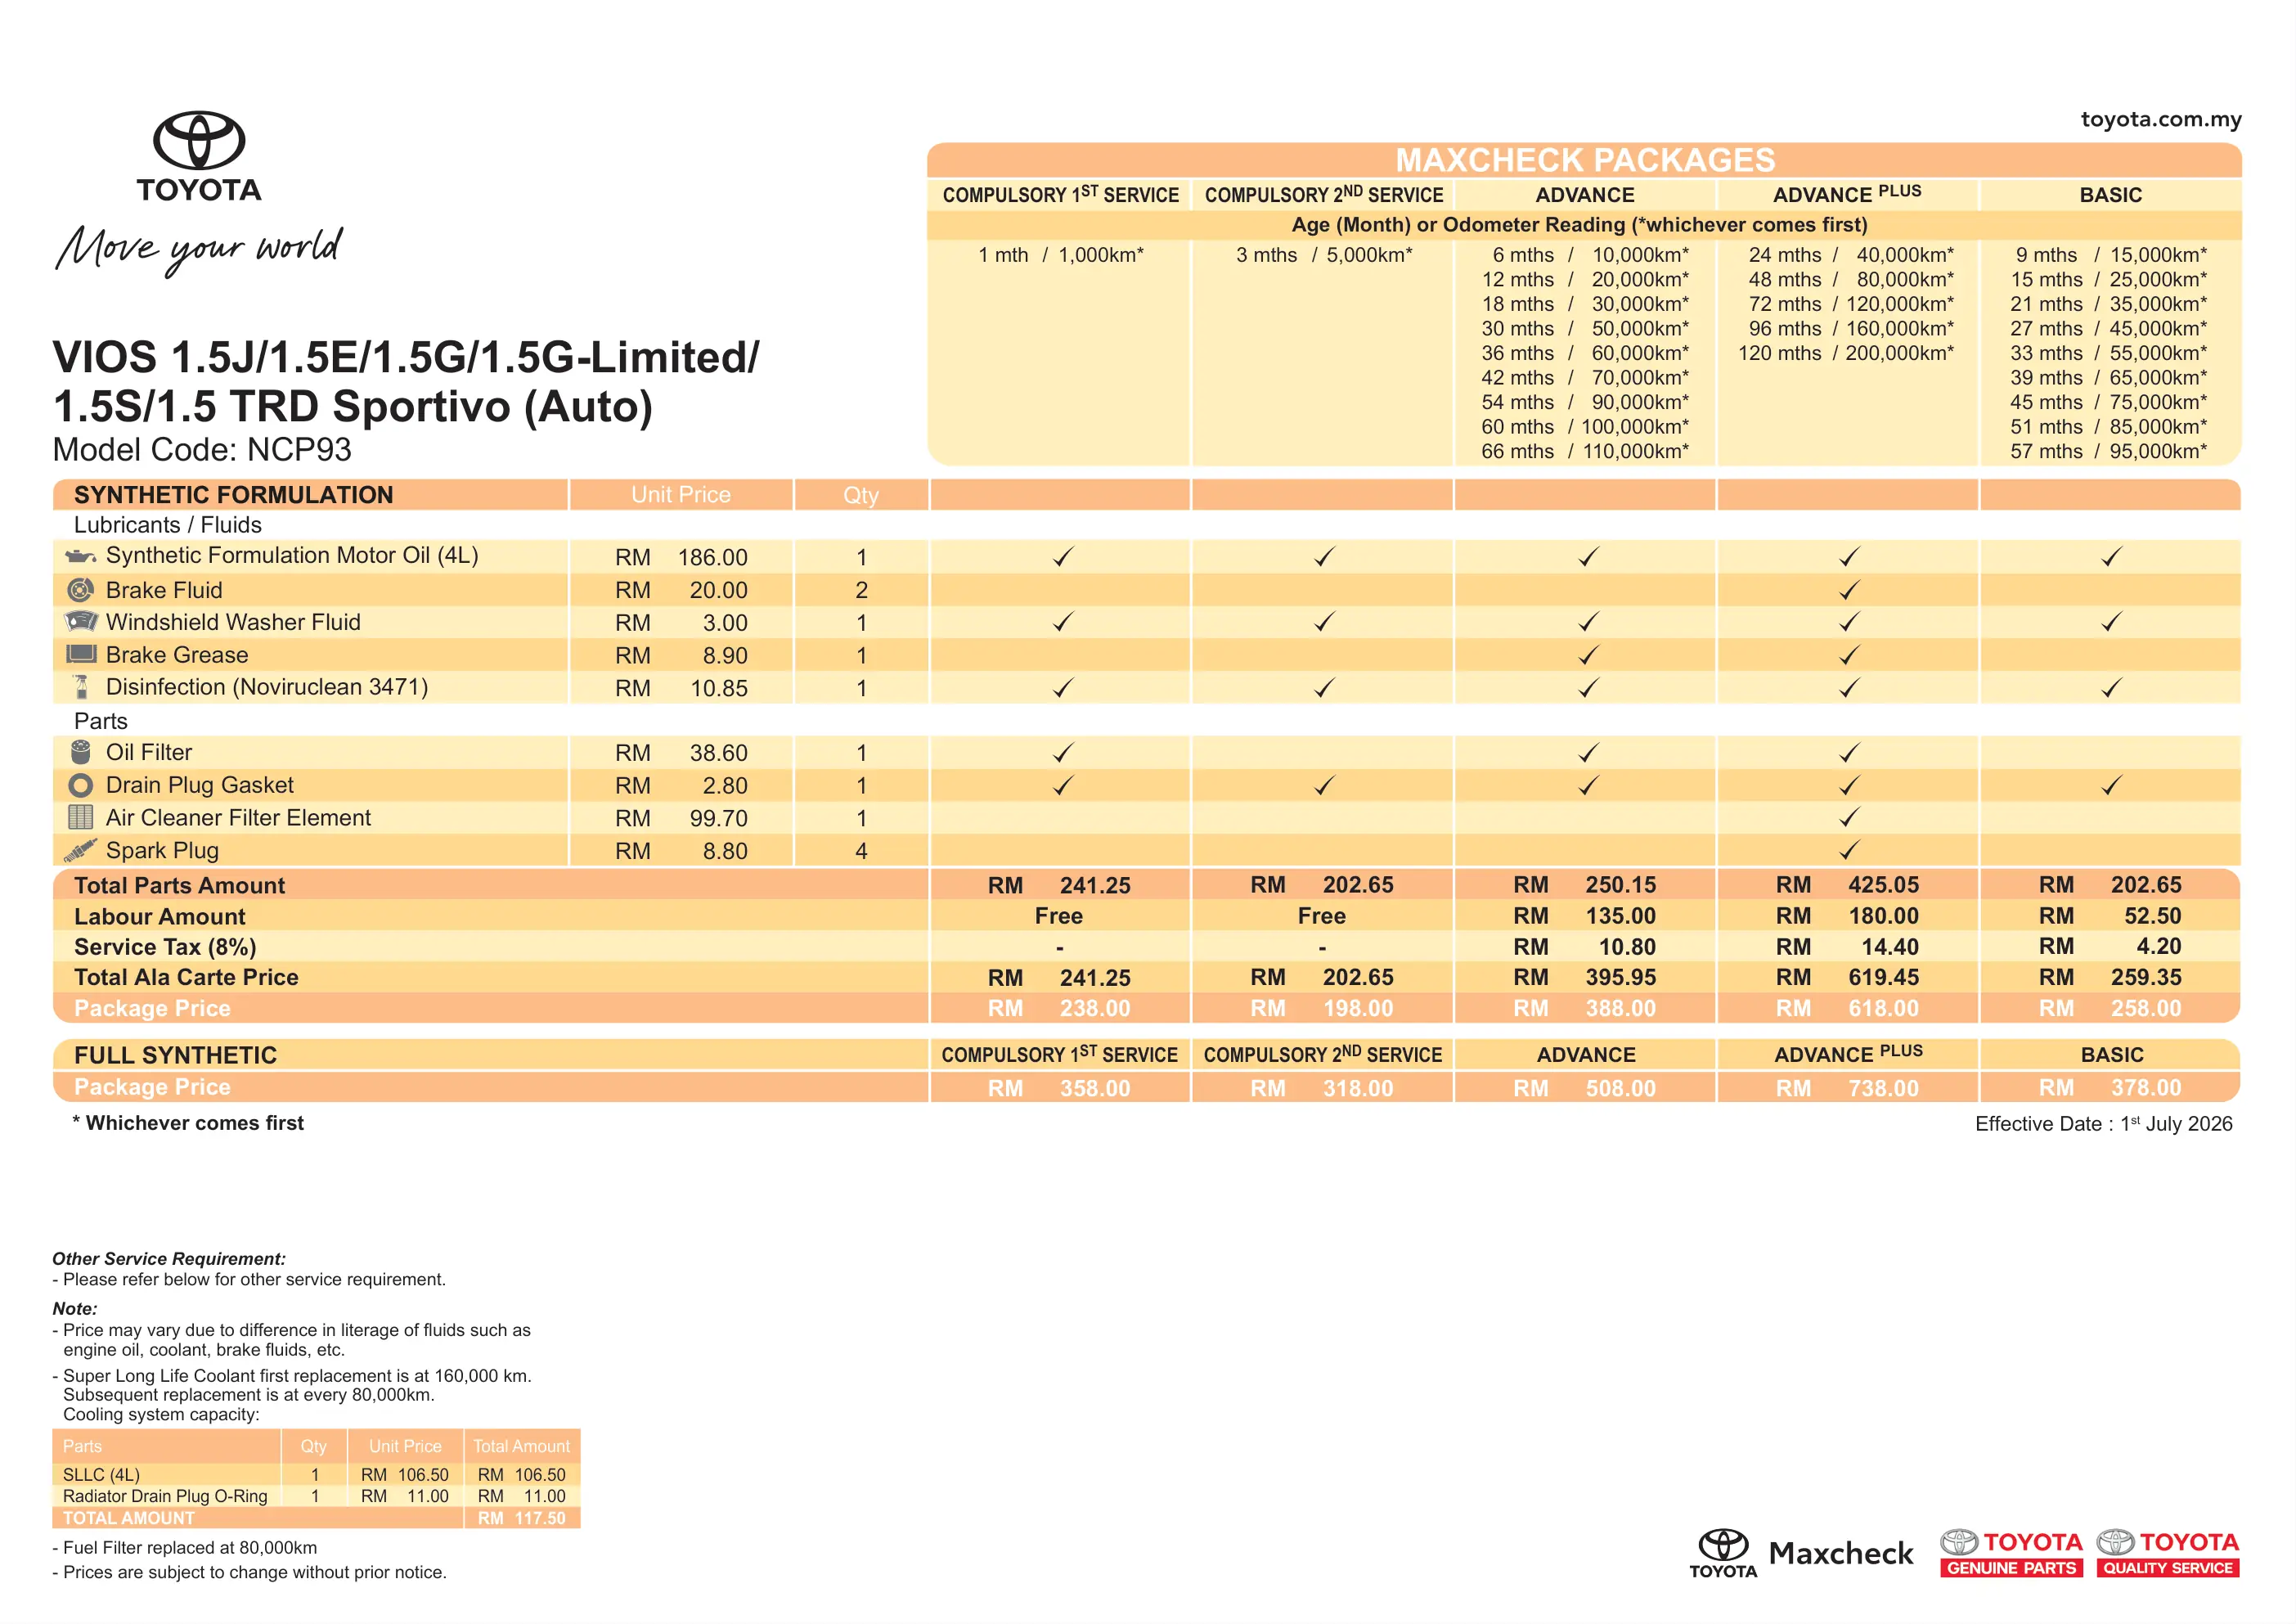 TOYOTA
Move your world
toyota.com.my
VIOS 1.5J/1.5E/1.5G/1.5G-Limited/
1.5S/1.5 TRD Sportivo (Auto)
Model Code: NCP93
MAXCHECK PACKAGES
COMPULSORY 1ST SERVICE COMPULSORY 2ND SERVICE ADVANCE ADVANCE PLUS BASIC
Age (Month) or Odometer Reading (*whichever comes first)
1 mth / 1,000km* 3 mths / 5,000km* 6 mths / 10,000km* 24 mths / 40,000km* 9 mths / 15,000km*
12 mths / 20,000km* 48 mths / 80,000km* 15 mths / 25,000km*
18 mths / 30,000km* 72 mths / 120,000km* 21 mths / 35,000km*
30 mths / 50,000km* 96 mths / 160,000km* 27 mths / 45,000km*
36 mths / 60,000km* 120 mths / 200,000km* 33 mths / 55,000km*
42 mths / 70,000km* 39 mths / 65,000km*
54 mths / 90,000km* 45 mths / 75,000km*
60 mths / 100,000km* 51 mths / 85,000km*
66 mths / 110,000km* 57 mths / 95,000km*
SYNTHETIC FORMULATION Unit Price Qty
Lubricants / Fluids
Synthetic Formulation Motor Oil (4L) RM 186.00 1 ✓ ✓ ✓ ✓ ✓
Brake Fluid RM 20.00 2 ✓
Windshield Washer Fluid RM 3.00 1 ✓ ✓ ✓ ✓ ✓
Brake Grease RM 8.90 1 ✓ ✓
Disinfection (Noviruclean 3471) RM 10.85 1 ✓ ✓ ✓ ✓ ✓
Parts
Oil Filter RM 38.60 1 ✓ ✓ ✓
Drain Plug Gasket RM 2.80 1 ✓ ✓ ✓ ✓ ✓
Air Cleaner Filter Element RM 99.70 1 ✓
Spark Plug RM 8.80 4 ✓
Total Parts Amount RM 241.25 RM 202.65 RM 250.15 RM 425.05 RM 202.65
Labour Amount Free Free RM 135.00 RM 180.00 RM 52.50
Service Tax (8%) - - RM 10.80 RM 14.40 RM 4.20
Total Ala Carte Price RM 241.25 RM 202.65 RM 395.95 RM 619.45 RM 259.35
Package Price RM 238.00 RM 198.00 RM 388.00 RM 618.00 RM 258.00
FULL SYNTHETIC COMPULSORY 1ST SERVICE COMPULSORY 2ND SERVICE ADVANCE ADVANCE PLUS BASIC
Package Price RM 358.00 RM 318.00 RM 508.00 RM 738.00 RM 378.00
* Whichever comes first
Effective Date : 1st July 2026
Other Service Requirement:
- Please refer below for other service requirement.
Note:
- Price may vary due to difference in literage of fluids such as
engine oil, coolant, brake fluids, etc.
- Super Long Life Coolant first replacement is at 160,000 km.
Subsequent replacement is at every 80,000km.
Cooling system capacity:
Parts Qty Unit Price Total Amount
SLLC (4L) 1 RM 106.50 RM 106.50
Radiator Drain Plug O-Ring 1 RM 11.00 RM 11.00
TOTAL AMOUNT RM 117.50
- Fuel Filter replaced at 80,000km
- Prices are subject to change without prior notice.
TOYOTA Maxcheck
TOYOTA GENUINE PARTS
TOYOTA QUALITY SERVICE